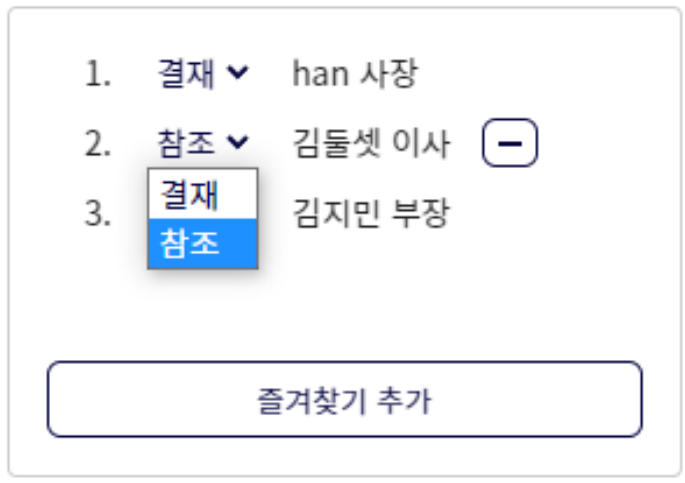 1. 결재 han 사장
2. 참조 김둘셋 이사
결재
3. 김지민 부장
참조
즐겨찾기 추가